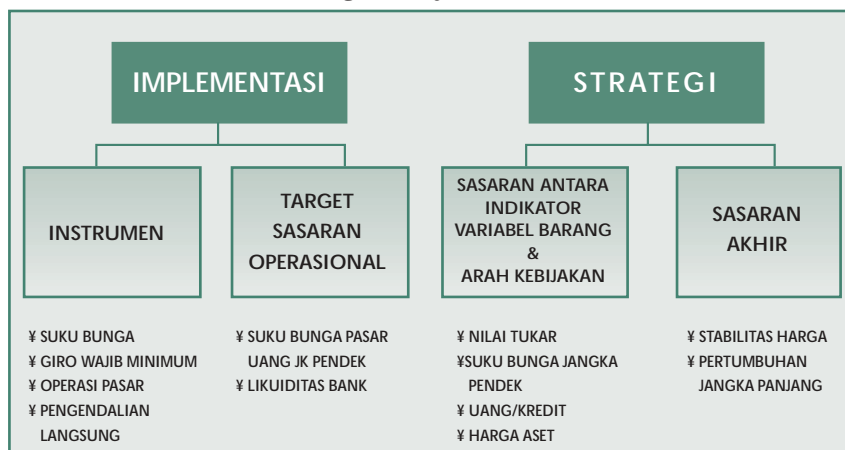 IMPLEMENTASI
STRATEGI
INSTRUMEN
TARGET
SASARAN
OPERASIONAL
SASARAN ANTARA
INDIKATOR
VARIABEL BARANG
&
ARAH KEBIJAKAN
SASARAN
AKHIR
¥ SUKU BUNGA
¥ GIRO WAJIB MINIMUM
¥ OPERASI PASAR
¥ PENGENDALIAN
LANGSUNG
¥ SUKU BUNGA PASAR
UANG JK PENDEK
¥ LIKUIDITAS BANK
¥ NILAI TUKAR
¥SUKU BUNGA JANGKA
PENDEK
¥ UANG/KREDIT
¥ HARGA ASET
¥ STABILITAS HARGA
¥ PERTUMBUHAN
JANGKA PANJANG